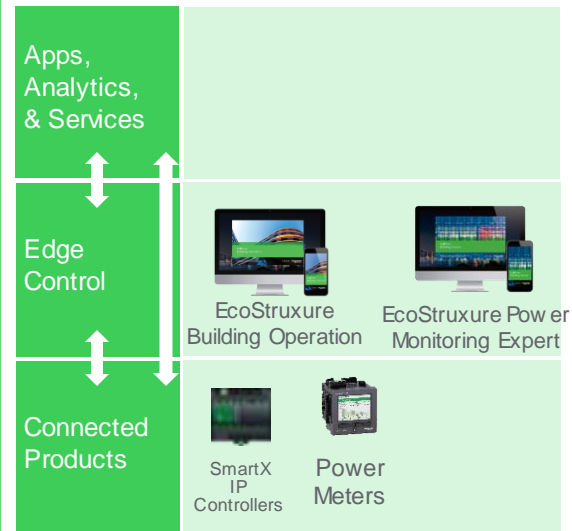 Apps,
Analytics,
& Services
Edge
Control
EcoStruxure
Building Operation
EcoStruxure Power
Monitoring Expert
Connected
Products
SmartX
IP
Controllers
Power
Meters